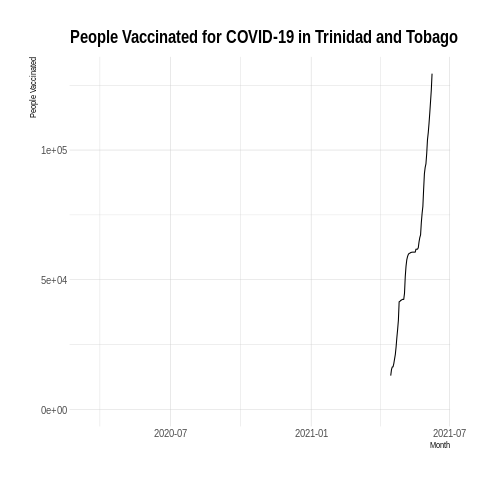 People Vaccinated for COVID-19 in Trinidad and Tobago
People Vaccinated
1e+05
5e+04
0e+00
2020-07
2021-01
2021-07
Month